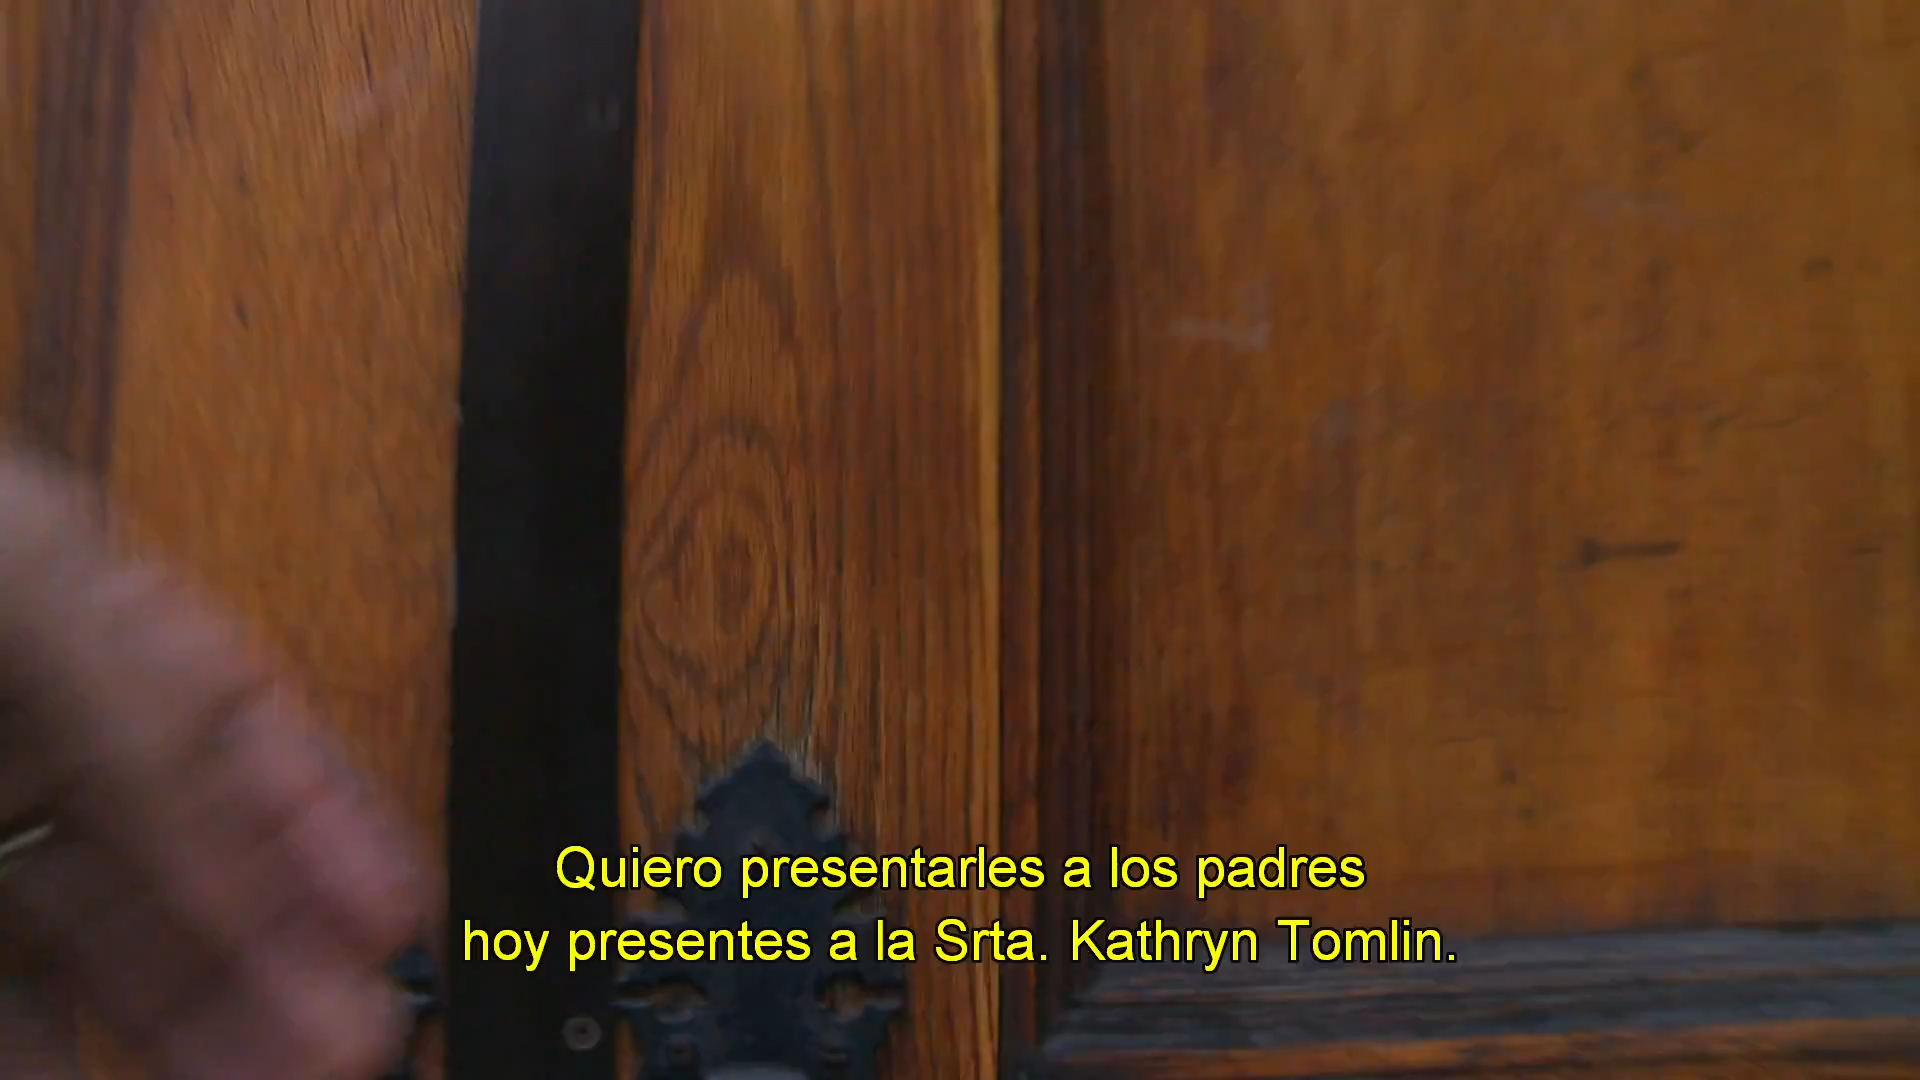 Quiero presentarles a los padres
hoy presentes a la Srta. Kathryn Tomlin.